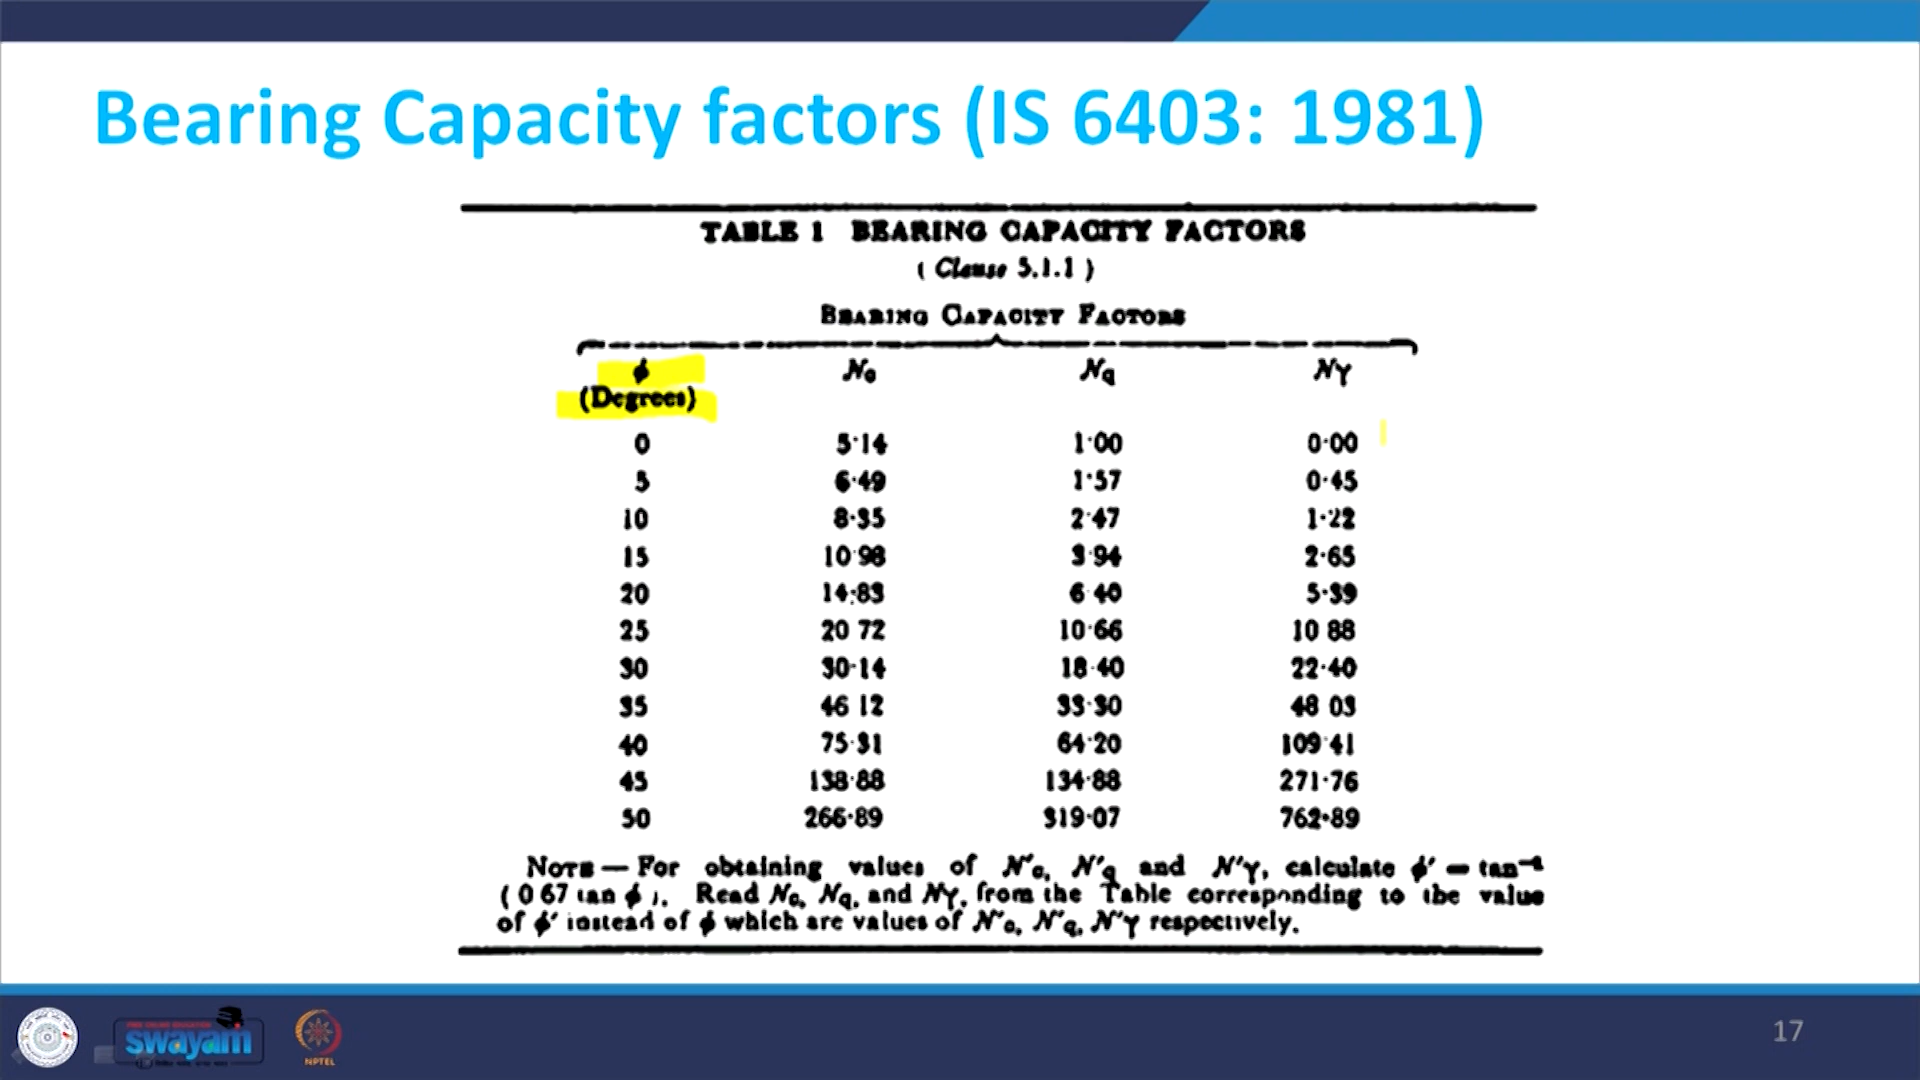 Bearing Capacity factors (IS 6403: 1981)
TABLE 1 BEARING CAPACITY FACTORS
( Clause 5.1.1 )
BEARING CAPACITY FACTORS
ϕ Nc Nq Nγ
(Degrees)
0 5·14 1·00 0·00
5 6·49 1·57 0·45
10 8·35 2·47 1·22
15 10·98 3·94 2·65
20 14·83 6·40 5·39
25 20·72 10·66 10·88
30 30·14 18·40 22·40
35 46·12 33·30 48·03
40 75·31 64·20 109·41
45 138·88 134·88 271·76
50 266·89 319·07 762·89
NOTE — For obtaining values of N'c, N'q and N'γ, calculate ϕ' = tan⁻¹
( 0·67 tan ϕ ). Read Nc, Nq, and Nγ, from the Table corresponding to the value
of ϕ' instead of ϕ which are values of N'c, N'q, N'γ respectively.
FREE ONLINE EDUCATION
swayam
NPTEL
17